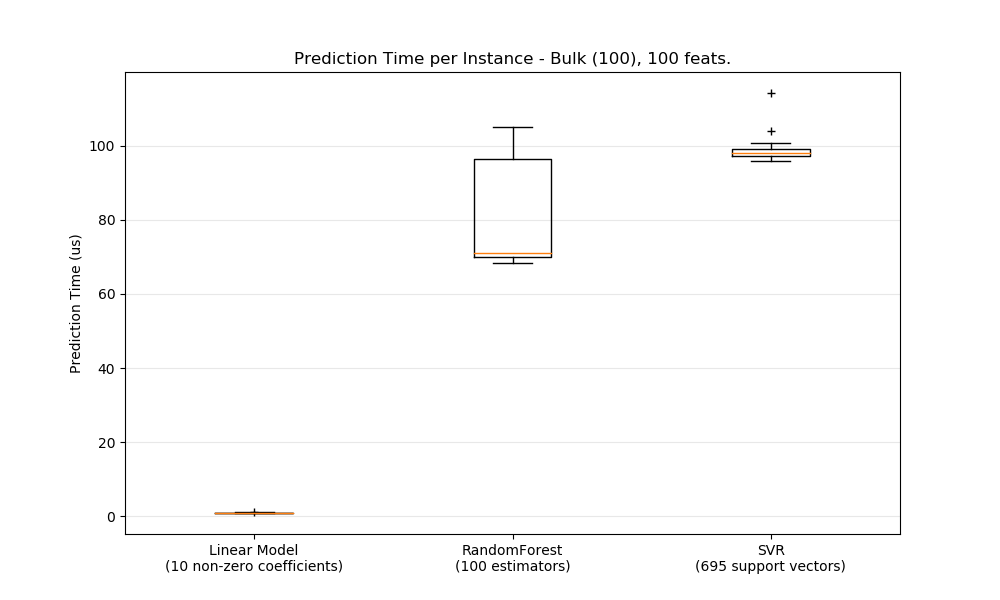 Prediction Time per Instance - Bulk (100), 100 feats.
Prediction Time (us)
100
80
60
40
20
0
Linear Model
(10 non-zero coefficients)
RandomForest
(100 estimators)
SVR
(695 support vectors)